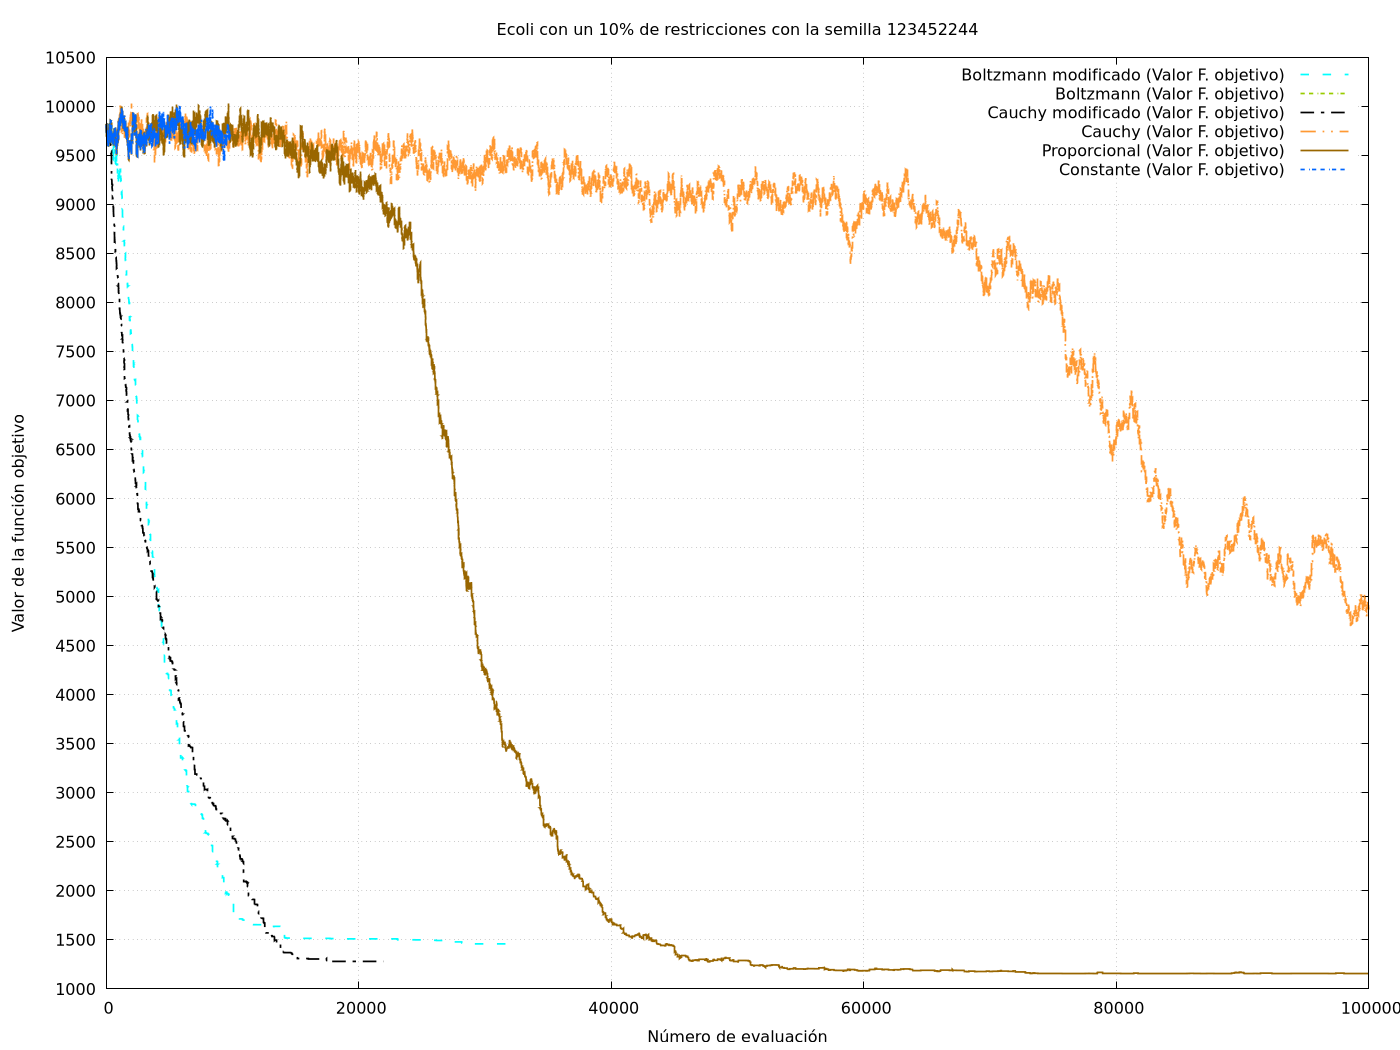 Ecoli con un 10% de restricciones con la semilla 123452244
Boltzmann modificado (Valor F. objetivo)
Boltzmann (Valor F. objetivo)
Cauchy modificado (Valor F. objetivo)
Cauchy (Valor F. objetivo)
Proporcional (Valor F. objetivo)
Constante (Valor F. objetivo)
Valor de la función objetivo
10500
10000
9500
9000
8500
8000
7500
7000
6500
6000
5500
5000
4500
4000
3500
3000
2500
2000
1500
1000
0 20000 40000 60000 80000 100000
Número de evaluación